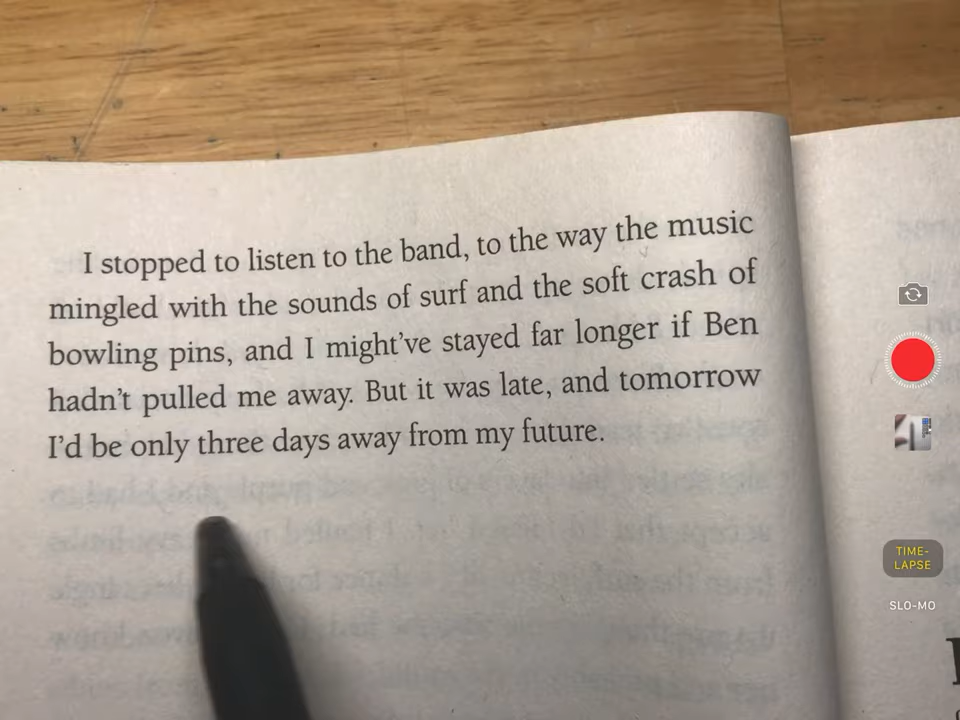 I stopped to listen to the band, to the way the music
mingled with the sounds of surf and the soft crash of
bowling pins, and I might've stayed far longer if Ben
hadn't pulled me away. But it was late, and tomorrow
I'd be only three days away from my future.
TIME-
LAPSE
SLO-MO